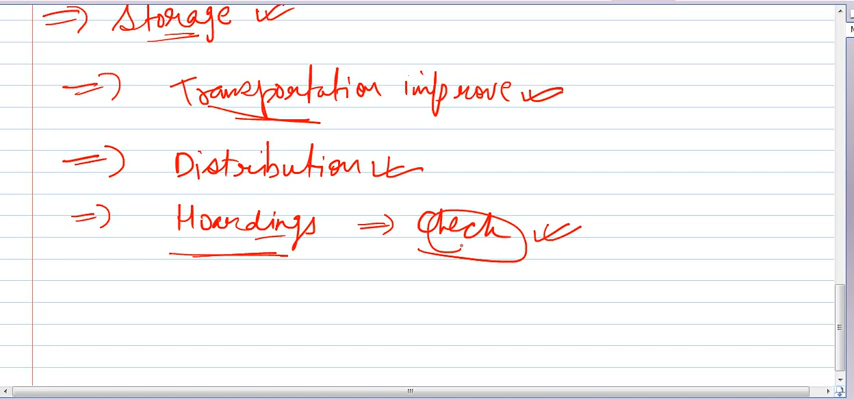 ⇒ Storage ✓
⇒ Transportation improve ✓
⇒ Distribution ✓
⇒ Hoardings ⇒ Check ✓